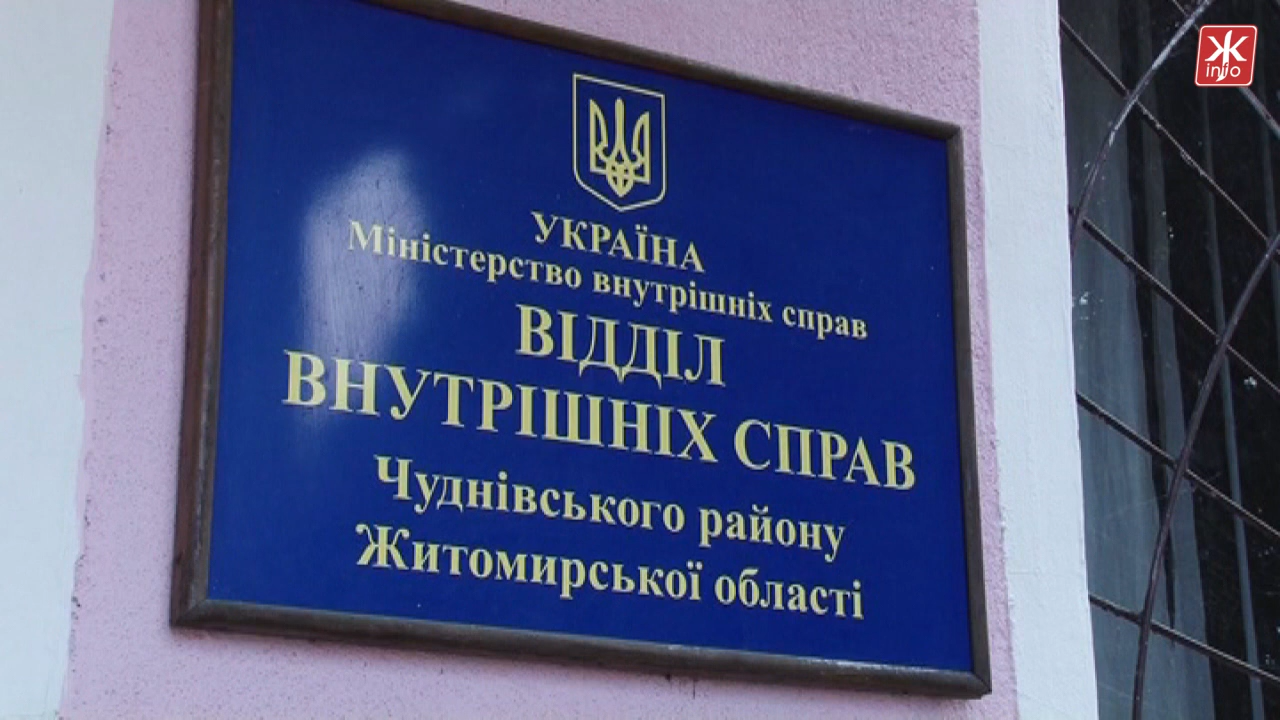 УКРАЇНА
Міністерство внутрішніх справ
ВІДДІЛ
ВНУТРІШНІХ СПРАВ
Чуднівського району
Житомирської області
Ж
info